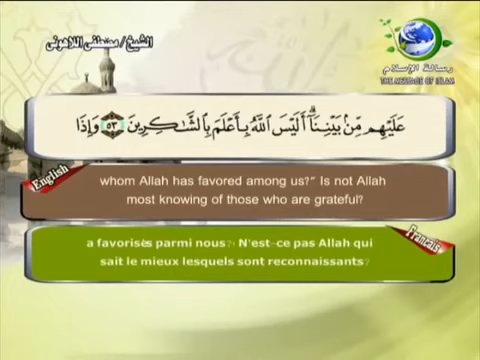 الشيخ / مصطفى اللاهونى
رسالة الإسلام
THE MESSAGE OF ISLAM
عَلَيْهِم مِّنۢ بَيْنِنَآ ۗ أَلَيْسَ ٱللَّهُ بِأَعْلَمَ بِٱلشَّـٰكِرِينَ ٥٣ وَإِذَا
English
whom Allah has favored among us?" Is not Allah
most knowing of those who are grateful?
Francais
a favorisés parmi nous?» N'est-ce pas Allah qui
sait le mieux lesquels sont reconnaissants?